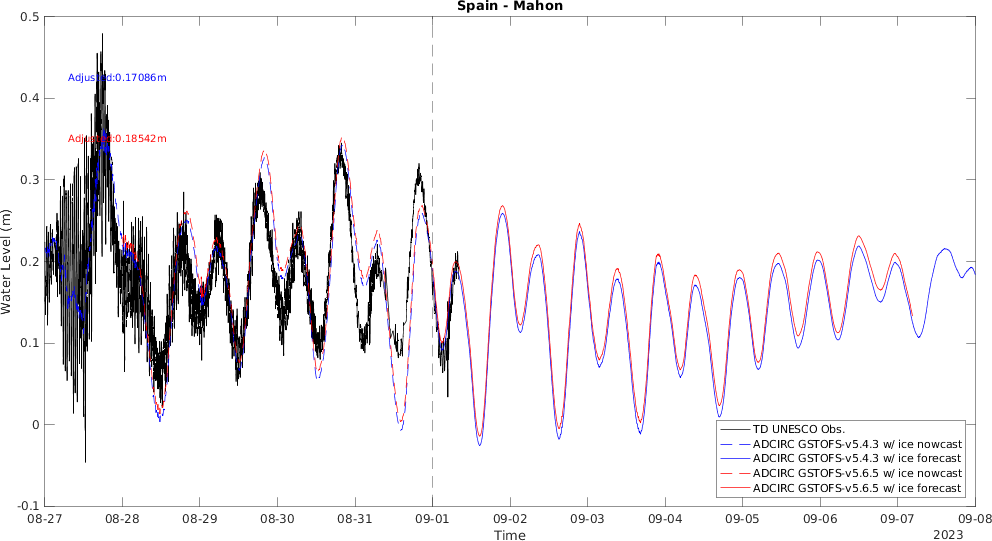 Spain - Mahon
0.5
0.4
0.3
0.2
0.1
0
-0.1
Water Level (m)
Adjusted:0.17086m
Adjusted:0.18542m
TD UNESCO Obs.
ADCIRC GSTOFS-v5.4.3 w/ ice nowcast
ADCIRC GSTOFS-v5.4.3 w/ ice forecast
ADCIRC GSTOFS-v5.6.5 w/ ice nowcast
ADCIRC GSTOFS-v5.6.5 w/ ice forecast
08-27 08-28 08-29 08-30 08-31 09-01 09-02 09-03 09-04 09-05 09-06 09-07 09-08
Time
2023